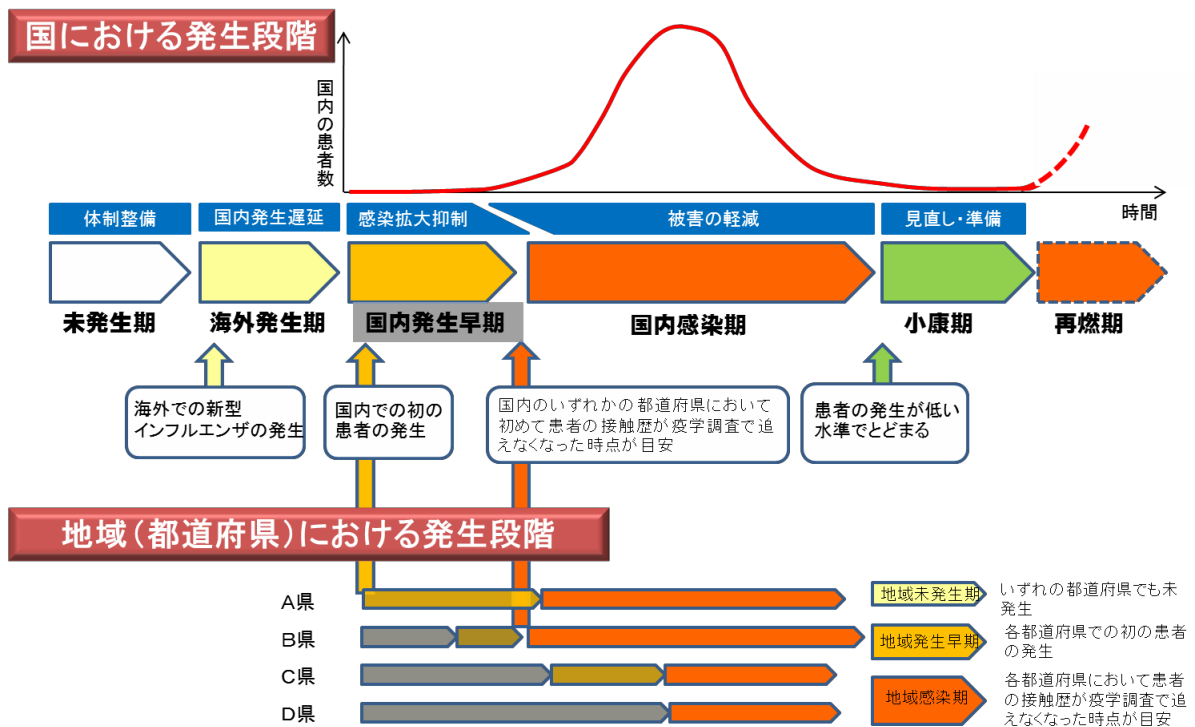 国における発生段階
国内の患者数
時間
体制整備
国内発生遅延
感染拡大抑制
被害の軽減
見直し・準備
未発生期
海外発生期
国内発生早期
国内感染期
小康期
再燃期
海外での新型
インフルエンザの発生
国内での初の
患者の発生
国内のいずれかの都道府県において
初めて患者の接触歴が疫学調査で追
えなくなった時点が目安
患者の発生が低い
水準でとどまる
地域（都道府県）における発生段階
A県
B県
C県
D県
地域未発生期
いずれの都道府県でも未
発生
地域発生早期
各都道府県での初の患者
の発生
地域感染期
各都道府県において患者
の接触歴が疫学調査で追
えなくなった時点が目安